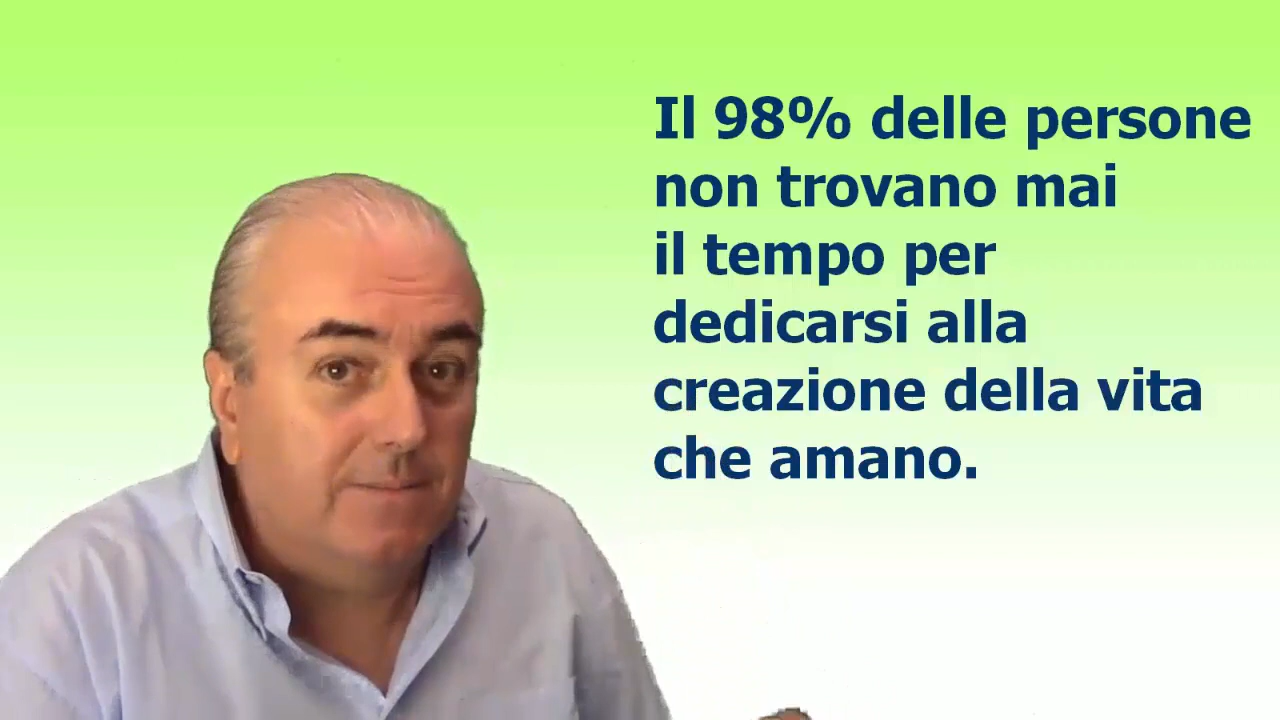 Il 98% delle persone
non trovano mai
il tempo per
dedicarsi alla
creazione della vita
che amano.